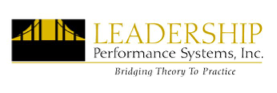 LEADERSHIP
Performance Systems, Inc.
Bridging Theory To Practice